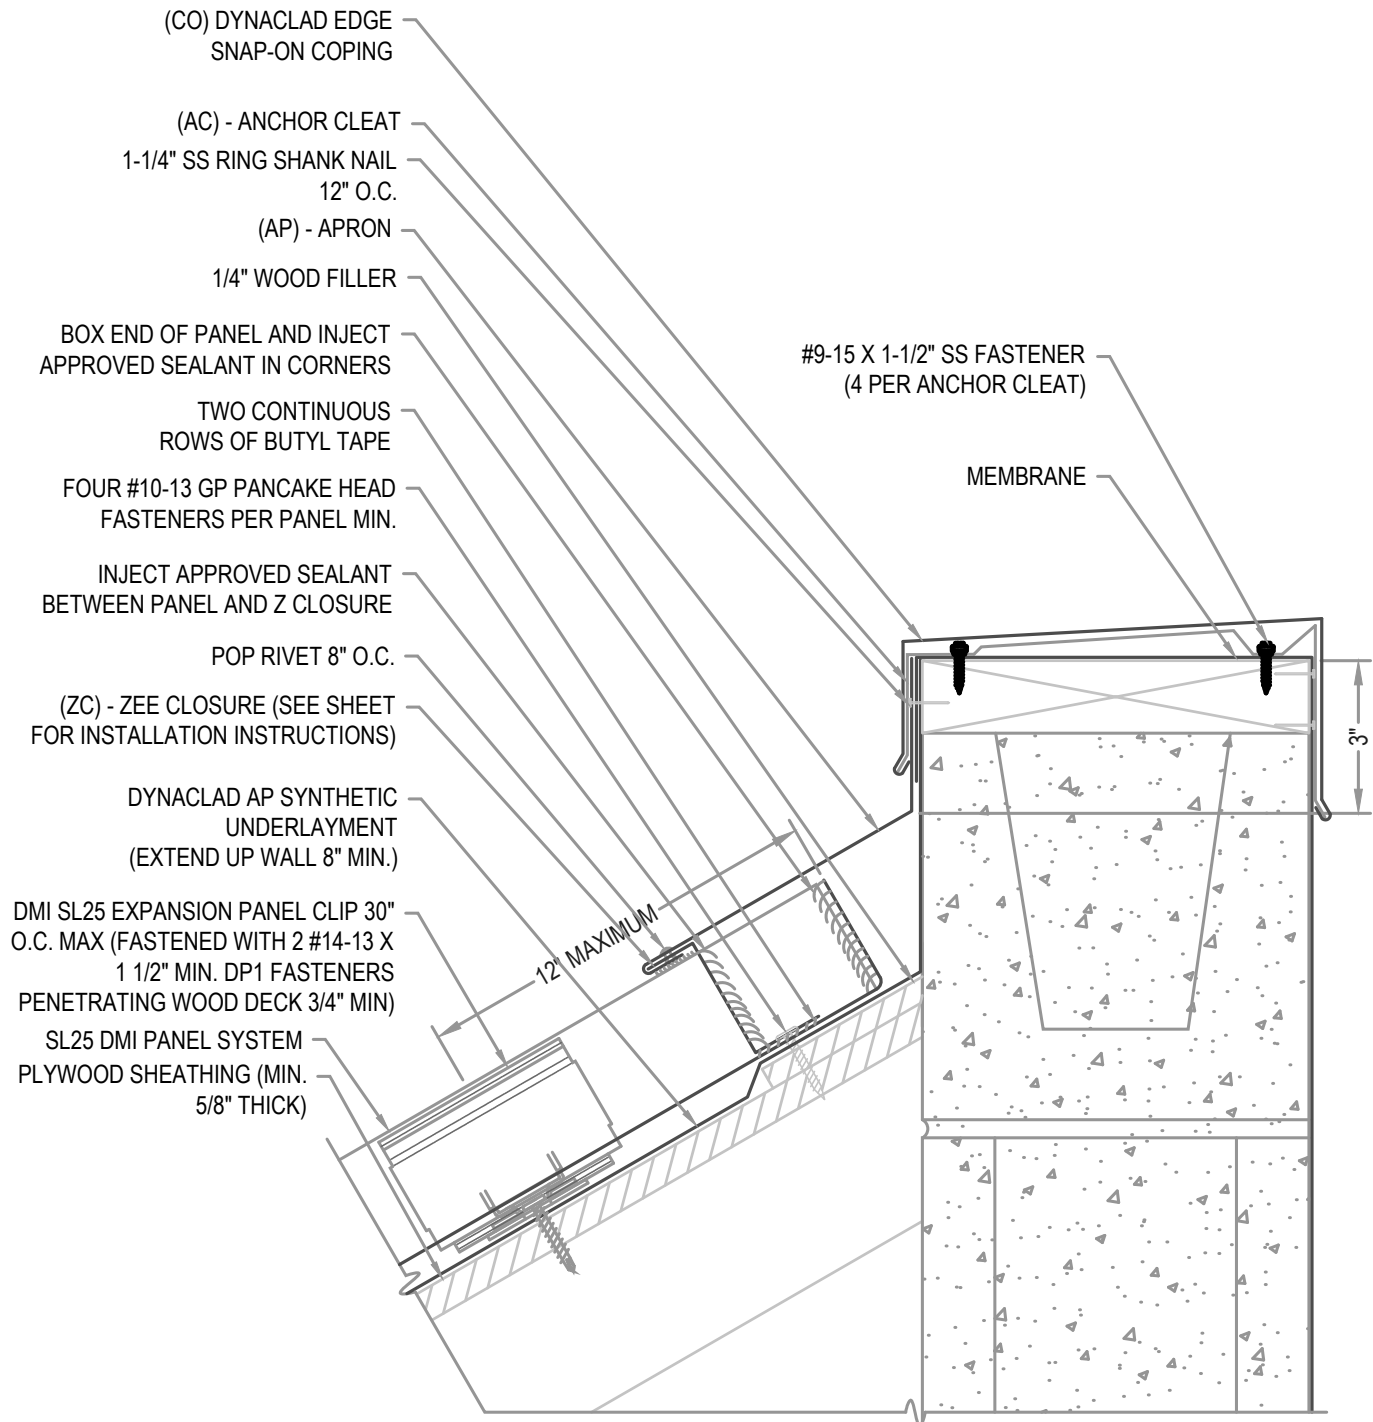 (CO) DYNACLAD EDGE
SNAP-ON COPING
(AC) - ANCHOR CLEAT
1-1/4" SS RING SHANK NAIL
12" O.C.
(AP) - APRON
1/4" WOOD FILLER
BOX END OF PANEL AND INJECT
APPROVED SEALANT IN CORNERS
TWO CONTINUOUS
ROWS OF BUTYL TAPE
FOUR #10-13 GP PANCAKE HEAD
FASTENERS PER PANEL MIN.
INJECT APPROVED SEALANT
BETWEEN PANEL AND Z CLOSURE
POP RIVET 8" O.C.
(ZC) - ZEE CLOSURE (SEE SHEET
FOR INSTALLATION INSTRUCTIONS)
DYNACLAD AP SYNTHETIC
UNDERLAYMENT
(EXTEND UP WALL 8" MIN.)
DMI SL25 EXPANSION PANEL CLIP 30"
O.C. MAX (FASTENED WITH 2 #14-13 X
1 1/2" MIN. DP1 FASTENERS
PENETRATING WOOD DECK 3/4" MIN)
SL25 DMI PANEL SYSTEM
PLYWOOD SHEATHING (MIN.
5/8" THICK)
#9-15 X 1-1/2" SS FASTENER
(4 PER ANCHOR CLEAT)
MEMBRANE
3"
12" MAXIMUM